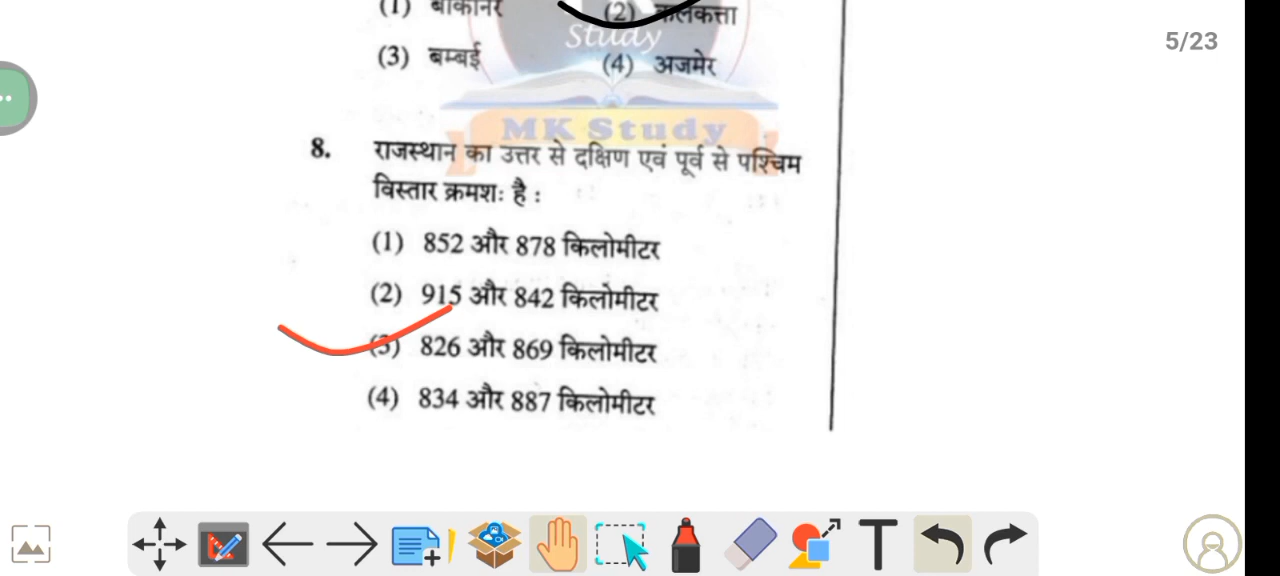 (1) बीकानेर (2) कलकत्ता
5/23
Study
(3) बम्बई (4) अजमेर
MK Study
8. राजस्थान का उत्तर से दक्षिण एवं पूर्व से पश्चिम
विस्तार क्रमशः है :
(1) 852 और 878 किलोमीटर
(2) 915 और 842 किलोमीटर
(3) 826 और 869 किलोमीटर
(4) 834 और 887 किलोमीटर
T